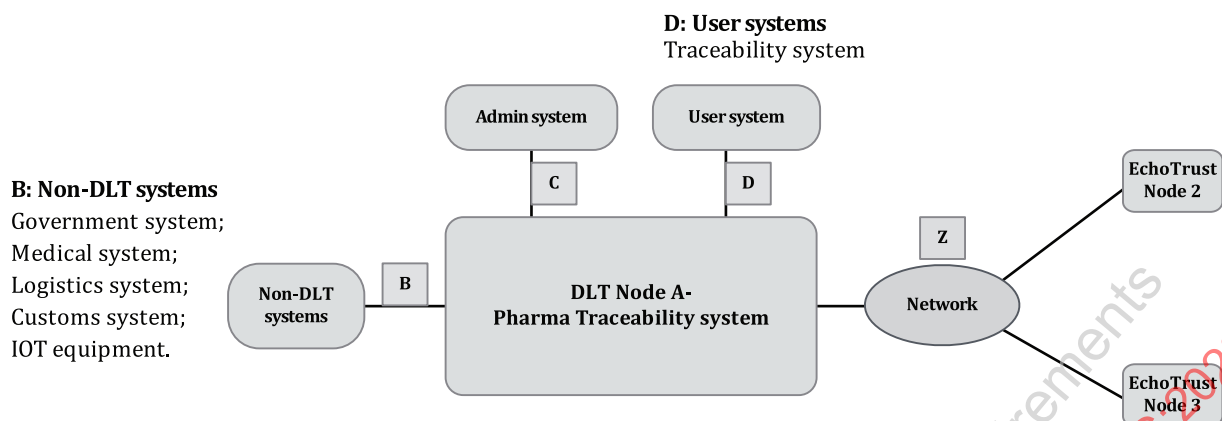 D: User systems
Traceability system
Admin system
User system
C
D
EchoTrust
Node 2
B: Non-DLT systems
Government system;
Medical system;
Logistics system;
Customs system;
IOT equipment.
Non-DLT
systems
B
DLT Node A-
Pharma Traceability system
Z
Network
EchoTrust
Node 3